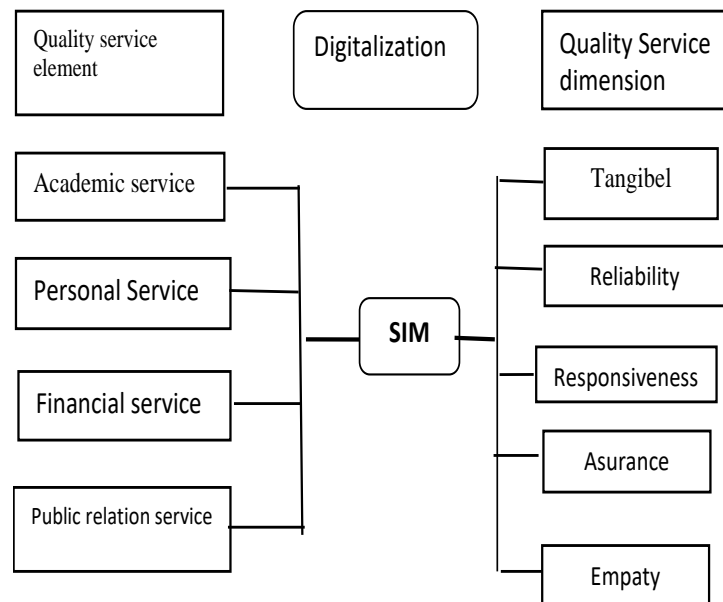 Quality service
element
Digitalization
Quality Service
dimension
Academic service
Personal Service
Financial service
Public relation service
SIM
Tangibel
Reliability
Responsiveness
Asurance
Empaty